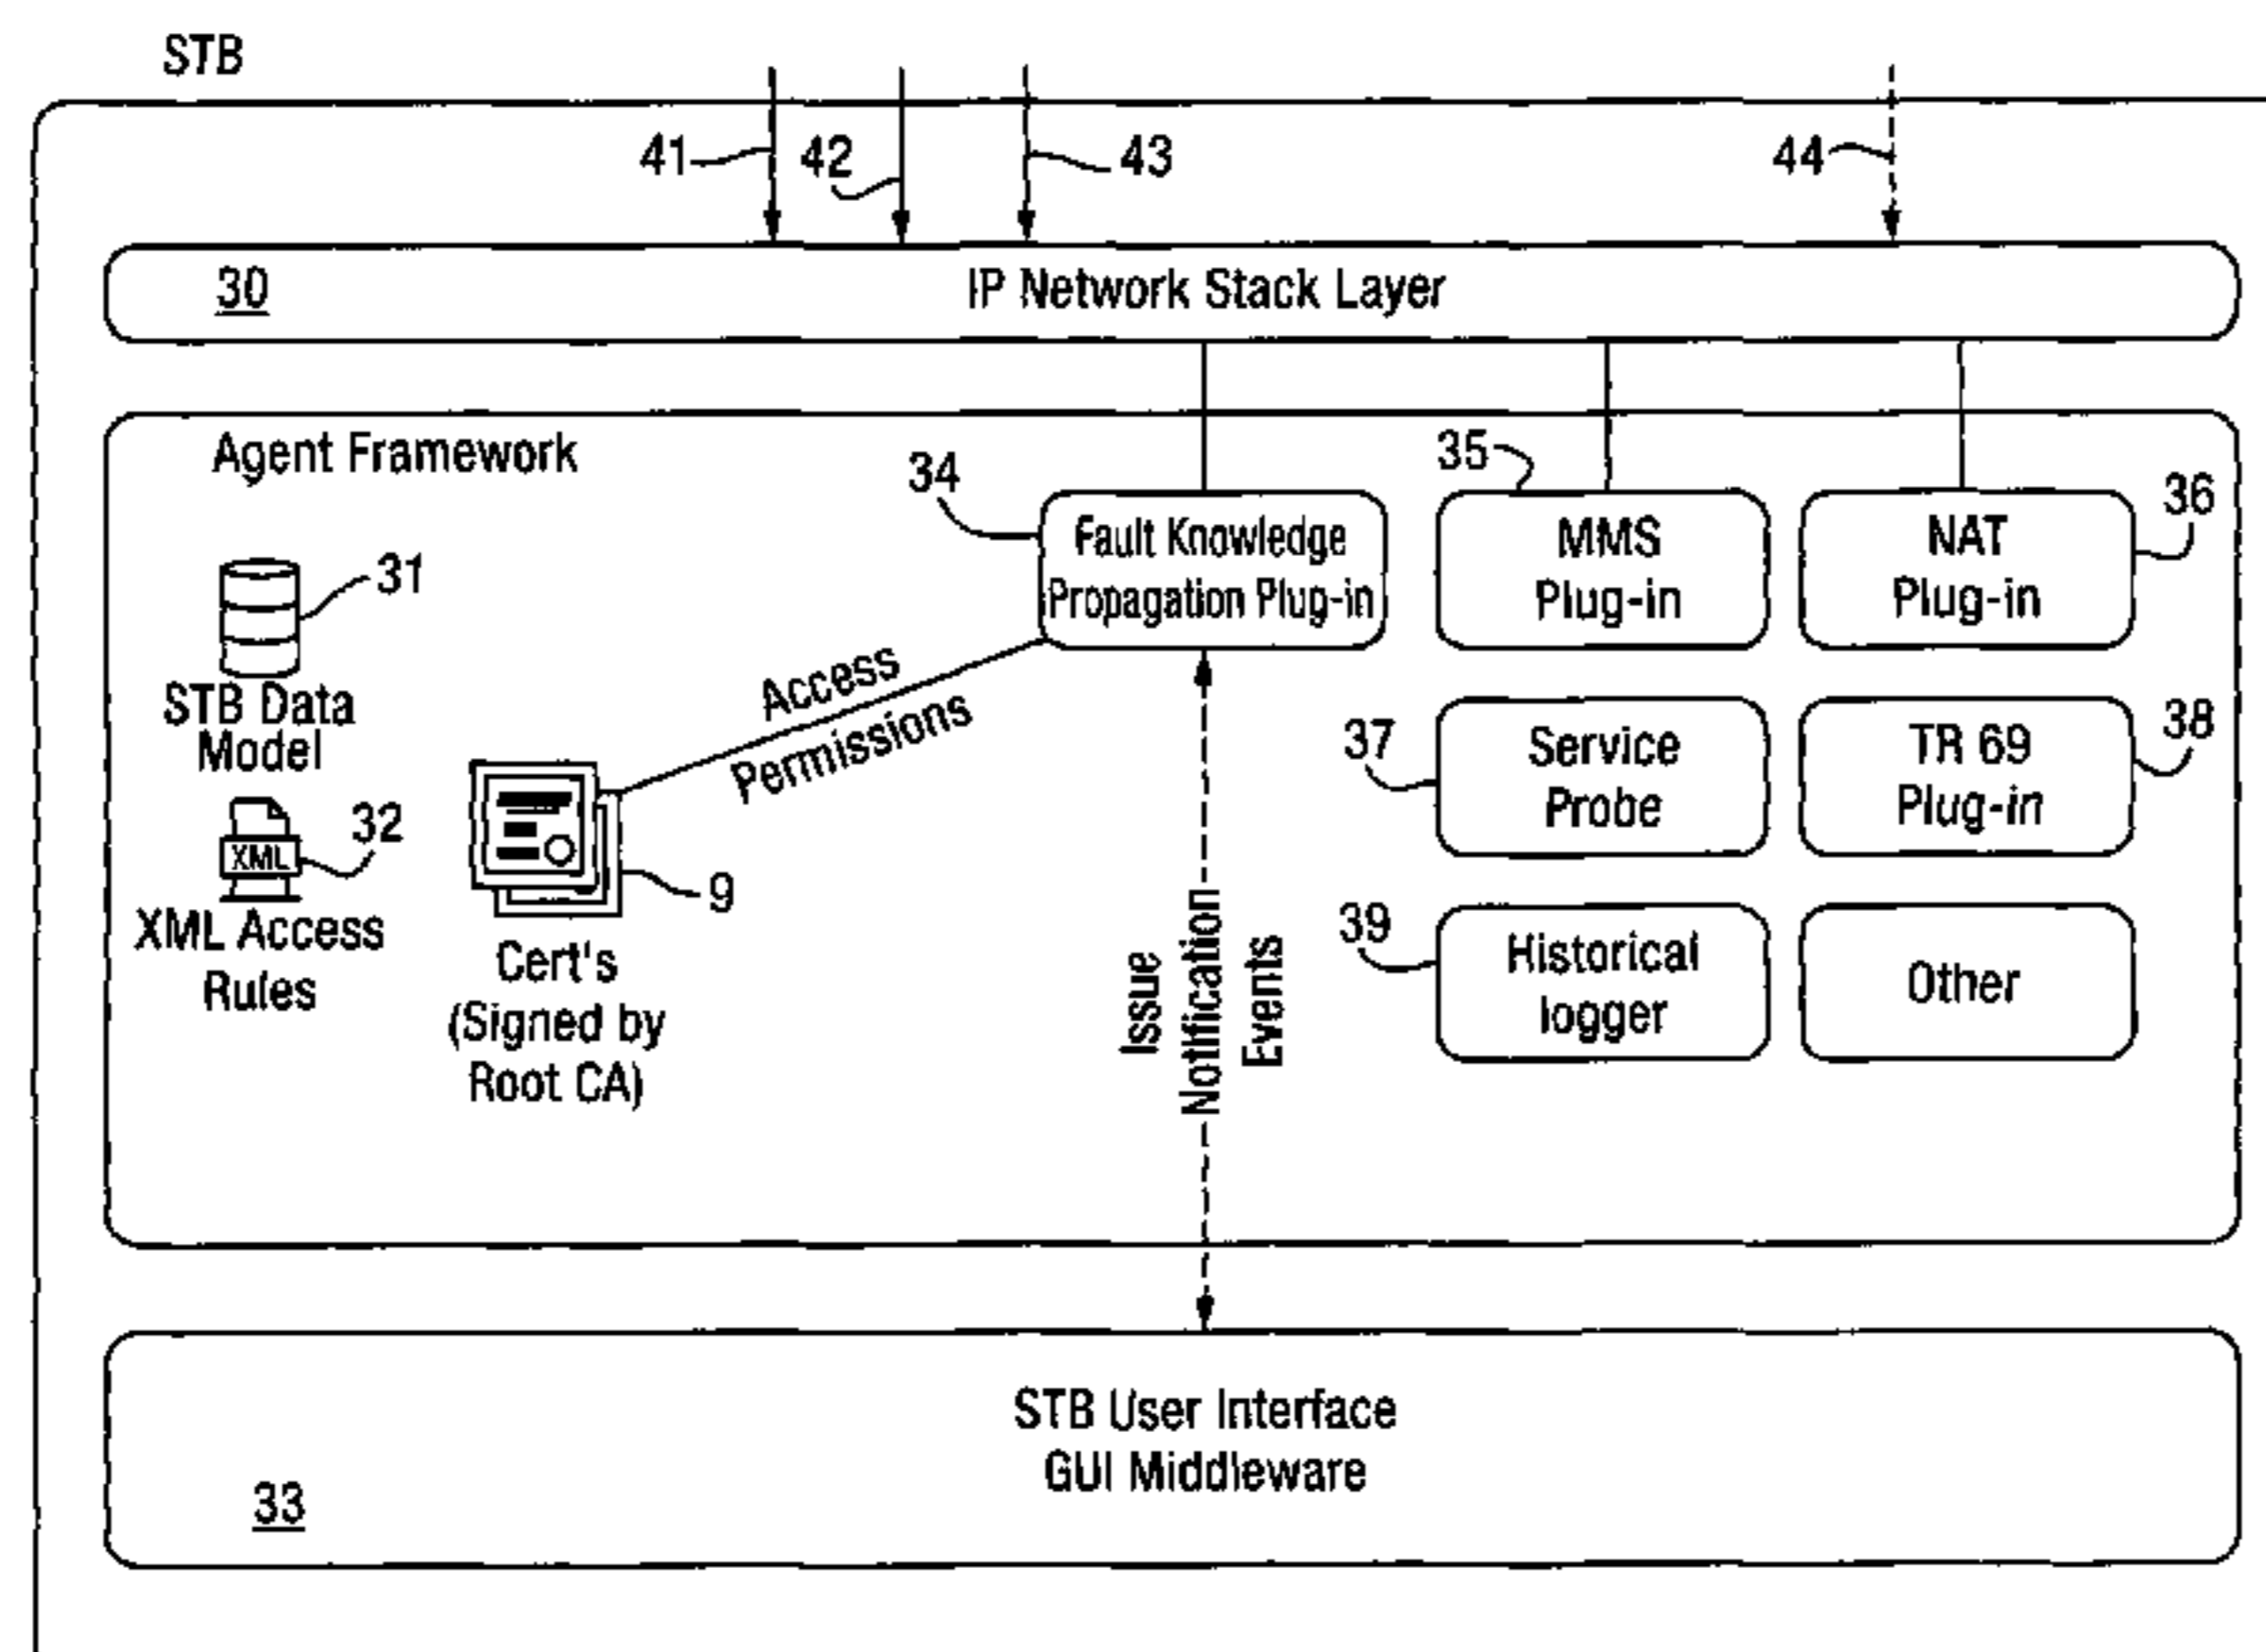 STB
41
42
43
44
30
IP Network Stack Layer
Agent Framework
34
35
36
Fault Knowledge
Propagation Plug-in
MMS
Plug-in
NAT
Plug-in
31
STB Data
Model
Access
Permissions
37
Service
Probe
38
TR 69
Plug-in
32
XML
XML Access
Rules
9
Cert's
(Signed by
Root CA)
Issue
Notification
Events
39
Historical
logger
Other
STB User Interface
GUI Middleware
33